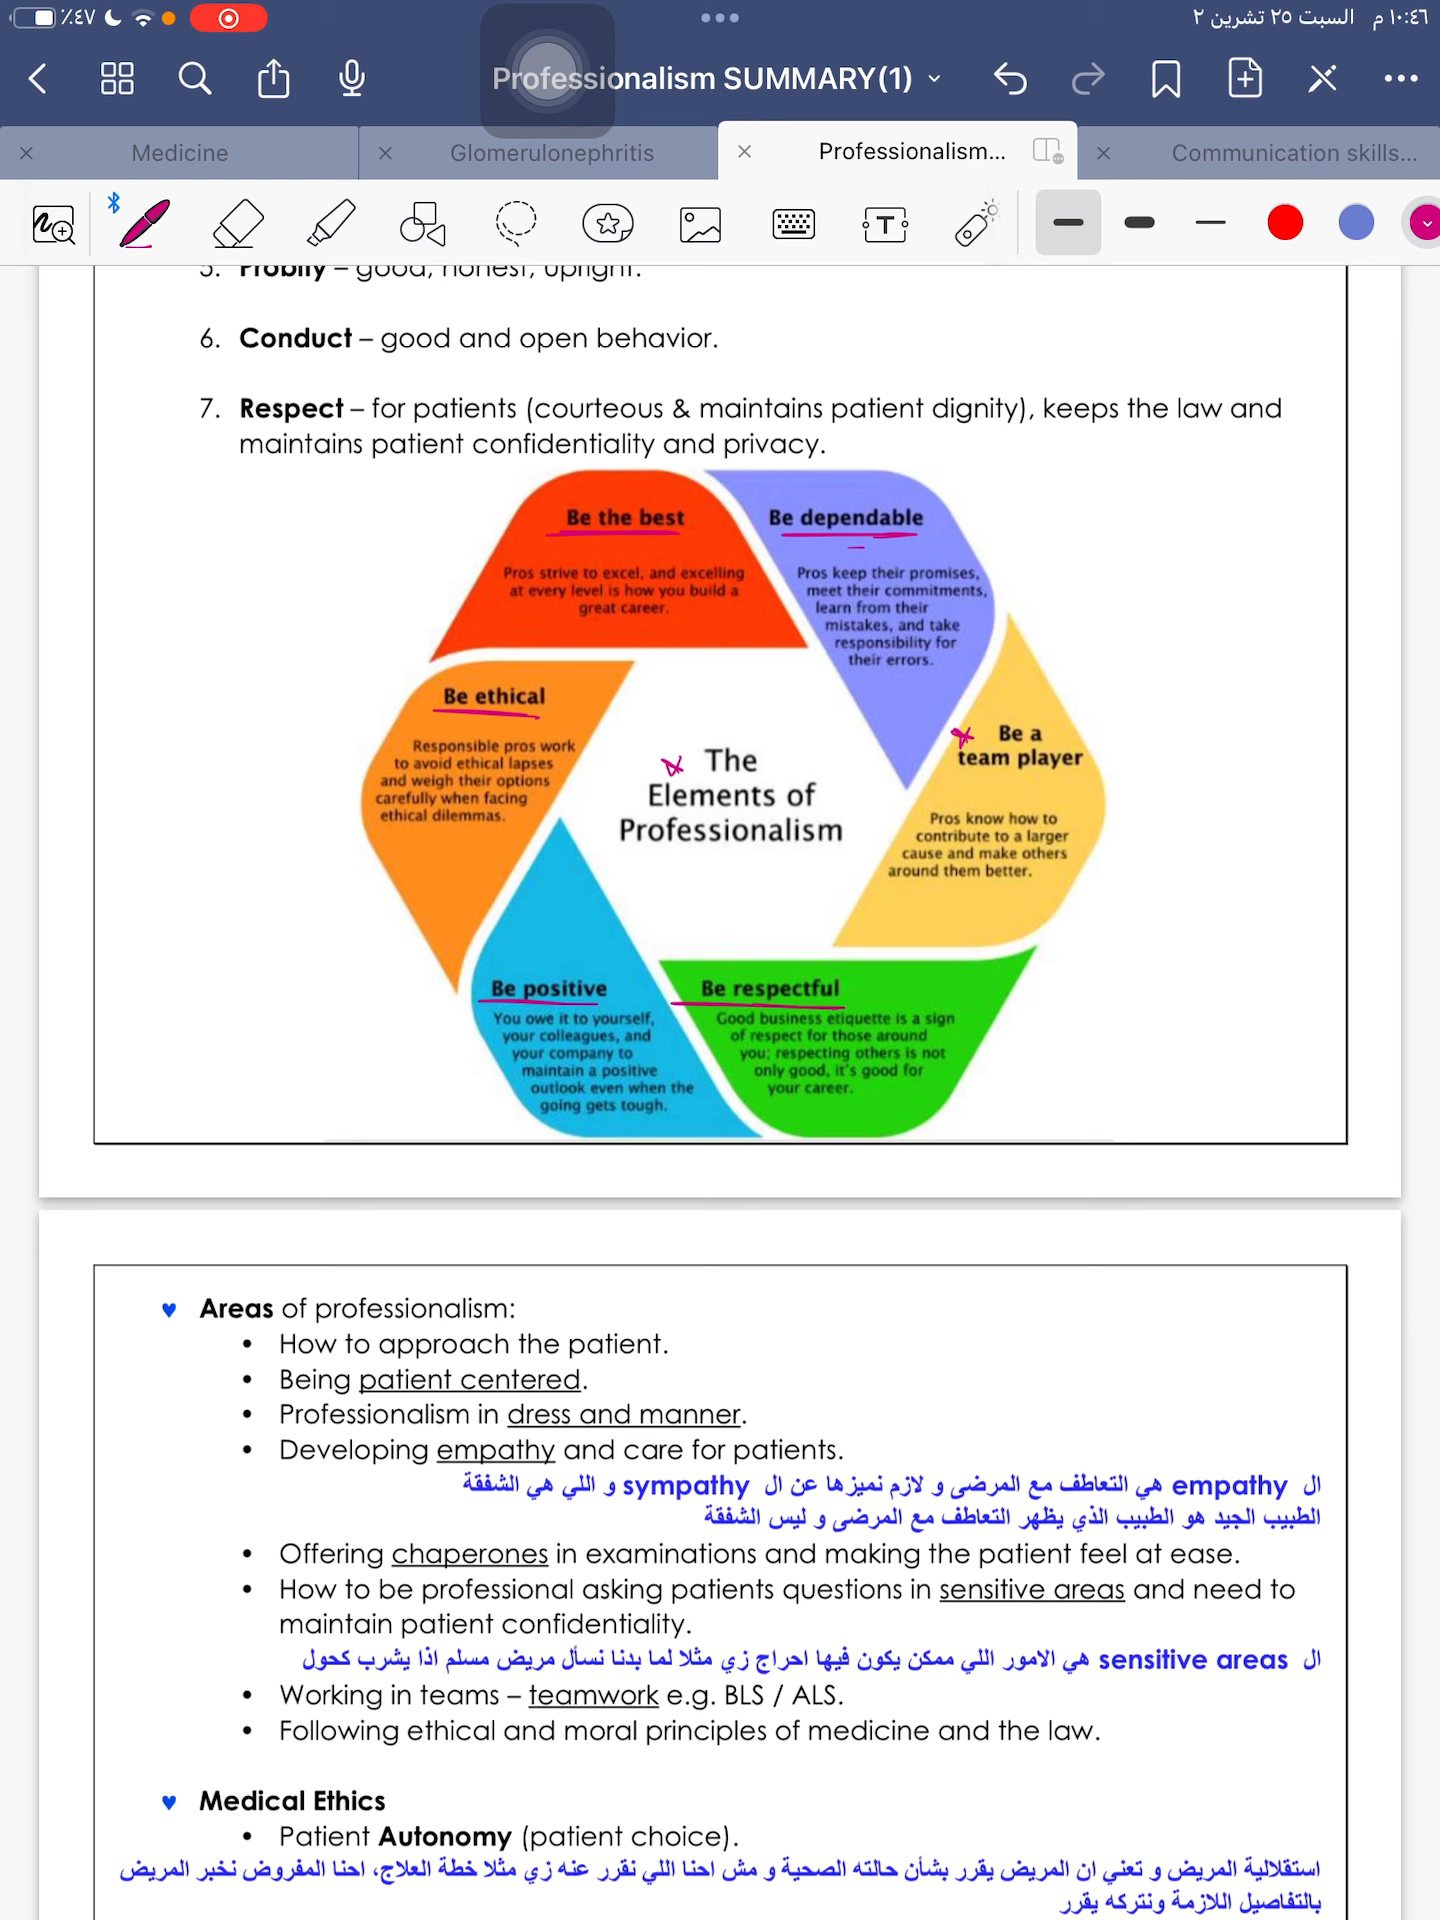 ٪٤٧
١٠:٤٦ م السبت ٢٥ تشرين ٢
Professionalism SUMMARY(1)
Medicine
Glomerulonephritis
Professionalism...
Communication skills...
5. Probity – good, honest, upright.
6. Conduct – good and open behavior.
7. Respect – for patients (courteous & maintains patient dignity), keeps the law and
maintains patient confidentiality and privacy.
Be the best
Pros strive to excel, and excelling
at every level is how you build a
great career.
Be dependable
Pros keep their promises,
meet their commitments,
learn from their
mistakes, and take
responsibility for
their errors.
Be ethical
Responsible pros work
to avoid ethical lapses
and weigh their options
carefully when facing
ethical dilemmas.
The
Elements of
Professionalism
Be a
team player
Pros know how to
contribute to a larger
cause and make others
around them better.
Be positive
You owe it to yourself,
your colleagues, and
your company to
maintain a positive
outlook even when the
going gets tough.
Be respectful
Good business etiquette is a sign
of respect for those around
you; respecting others is not
only good, it's good for
your career.
♥ Areas of professionalism:
• How to approach the patient.
• Being patient centered.
• Professionalism in dress and manner.
• Developing empathy and care for patients.
ال empathy هي التعاطف مع المرضى و لازم نميزها عن ال sympathy و اللي هي الشفقة
الطبيب الجيد هو الطبيب الذي يظهر التعاطف مع المرضى و ليس الشفقة
• Offering chaperones in examinations and making the patient feel at ease.
• How to be professional asking patients questions in sensitive areas and need to
maintain patient confidentiality.
ال sensitive areas هي الامور اللي ممكن يكون فيها احراج زي مثلا لما بدنا نسأل مريض مسلم اذا يشرب كحول
• Working in teams – teamwork e.g. BLS / ALS.
• Following ethical and moral principles of medicine and the law.
♥ Medical Ethics
• Patient Autonomy (patient choice).
استقلالية المريض و تعني ان المريض يقرر بشأن حالته الصحية و مش احنا اللي نقرر عنه زي مثلا خطة العلاج، احنا المفروض نخبر المريض
بالتفاصيل اللازمة ونتركه يقرر